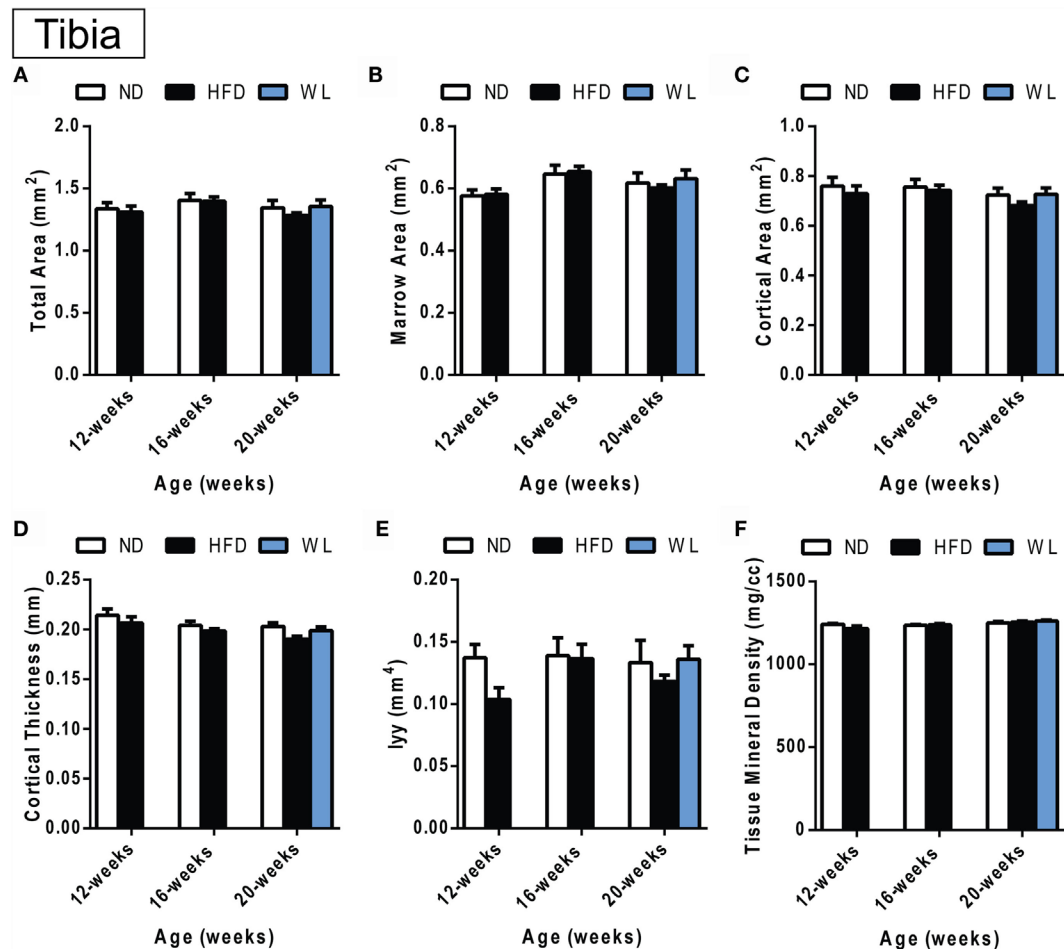 Tibia
A
ND HFD WL
Total Area (mm²)
2.0
1.5
1.0
0.5
0.0
12-weeks
16-weeks
20-weeks
Age (weeks)
B
ND HFD WL
Marrow Area (mm²)
0.8
0.6
0.4
0.2
0.0
12-weeks
16-weeks
20-weeks
Age (weeks)
C
ND HFD WL
Cortical Area (mm²)
1.0
0.8
0.6
0.4
0.2
0.0
12-weeks
16-weeks
20-weeks
Age (weeks)
D
ND HFD WL
Cortical Thickness (mm)
0.25
0.20
0.15
0.10
0.05
0.00
12-weeks
16-weeks
20-weeks
Age (weeks)
E
ND HFD WL
Iyy (mm⁴)
0.20
0.15
0.10
0.05
0.00
12-weeks
16-weeks
20-weeks
Age (weeks)
F
ND HFD WL
Tissue Mineral Density (mg/cc)
1500
1000
500
0
12-weeks
16-weeks
20-weeks
Age (weeks)